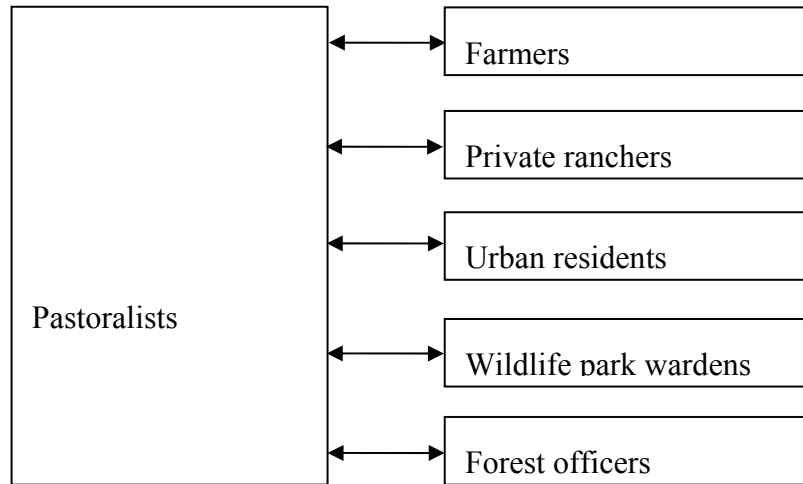 Farmers
Private ranchers
Urban residents
Pastoralists
Wildlife park wardens
Forest officers